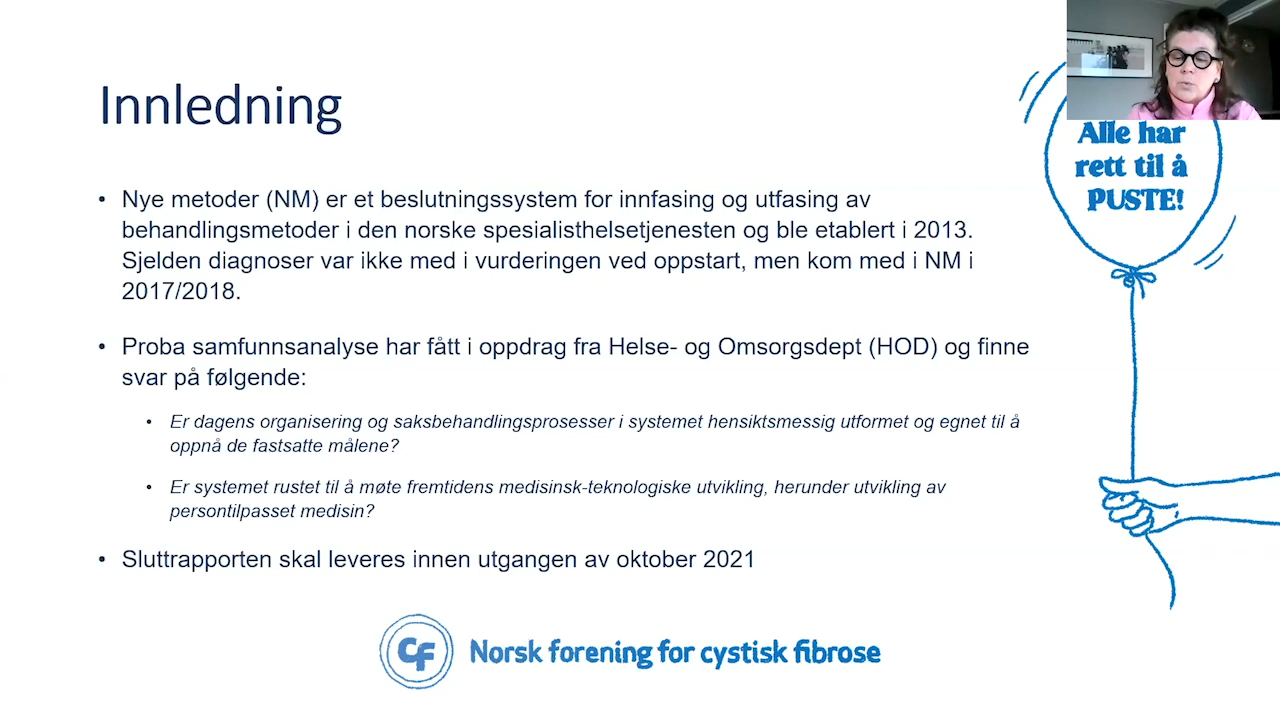 Innledning
Alle har
rett til å
PUSTE!
• Nye metoder (NM) er et beslutningssystem for innfasing og utfasing av
behandlingsmetoder i den norske spesialisthelsetjenesten og ble etablert i 2013.
Sjelden diagnoser var ikke med i vurderingen ved oppstart, men kom med i NM i
2017/2018.
• Proba samfunnsanalyse har fått i oppdrag fra Helse- og Omsorgsdept (HOD) og finne
svar på følgende:
• Er dagens organisering og saksbehandlingsprosesser i systemet hensiktsmessig utformet og egnet til å
oppnå de fastsatte målene?
• Er systemet rustet til å møte fremtidens medisinsk-teknologiske utvikling, herunder utvikling av
persontilpasset medisin?
• Sluttrapporten skal leveres innen utgangen av oktober 2021
CF Norsk forening for cystisk fibrose